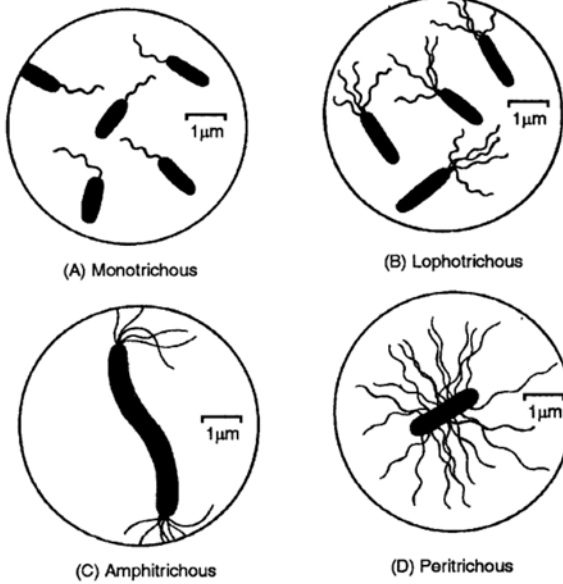 1μm
(A) Monotrichous
1μm
(B) Lophotrichous
1μm
(C) Amphitrichous
1μm
(D) Peritrichous